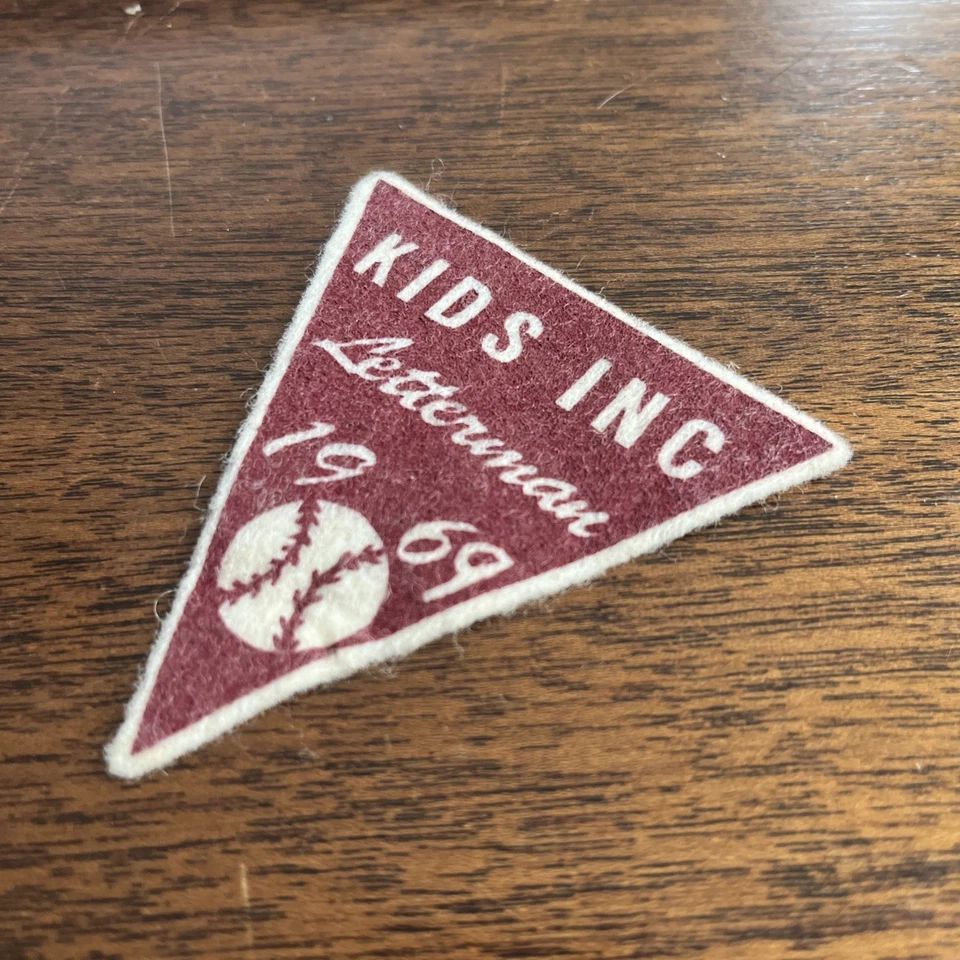 KIDS INC
Letterman
19 69